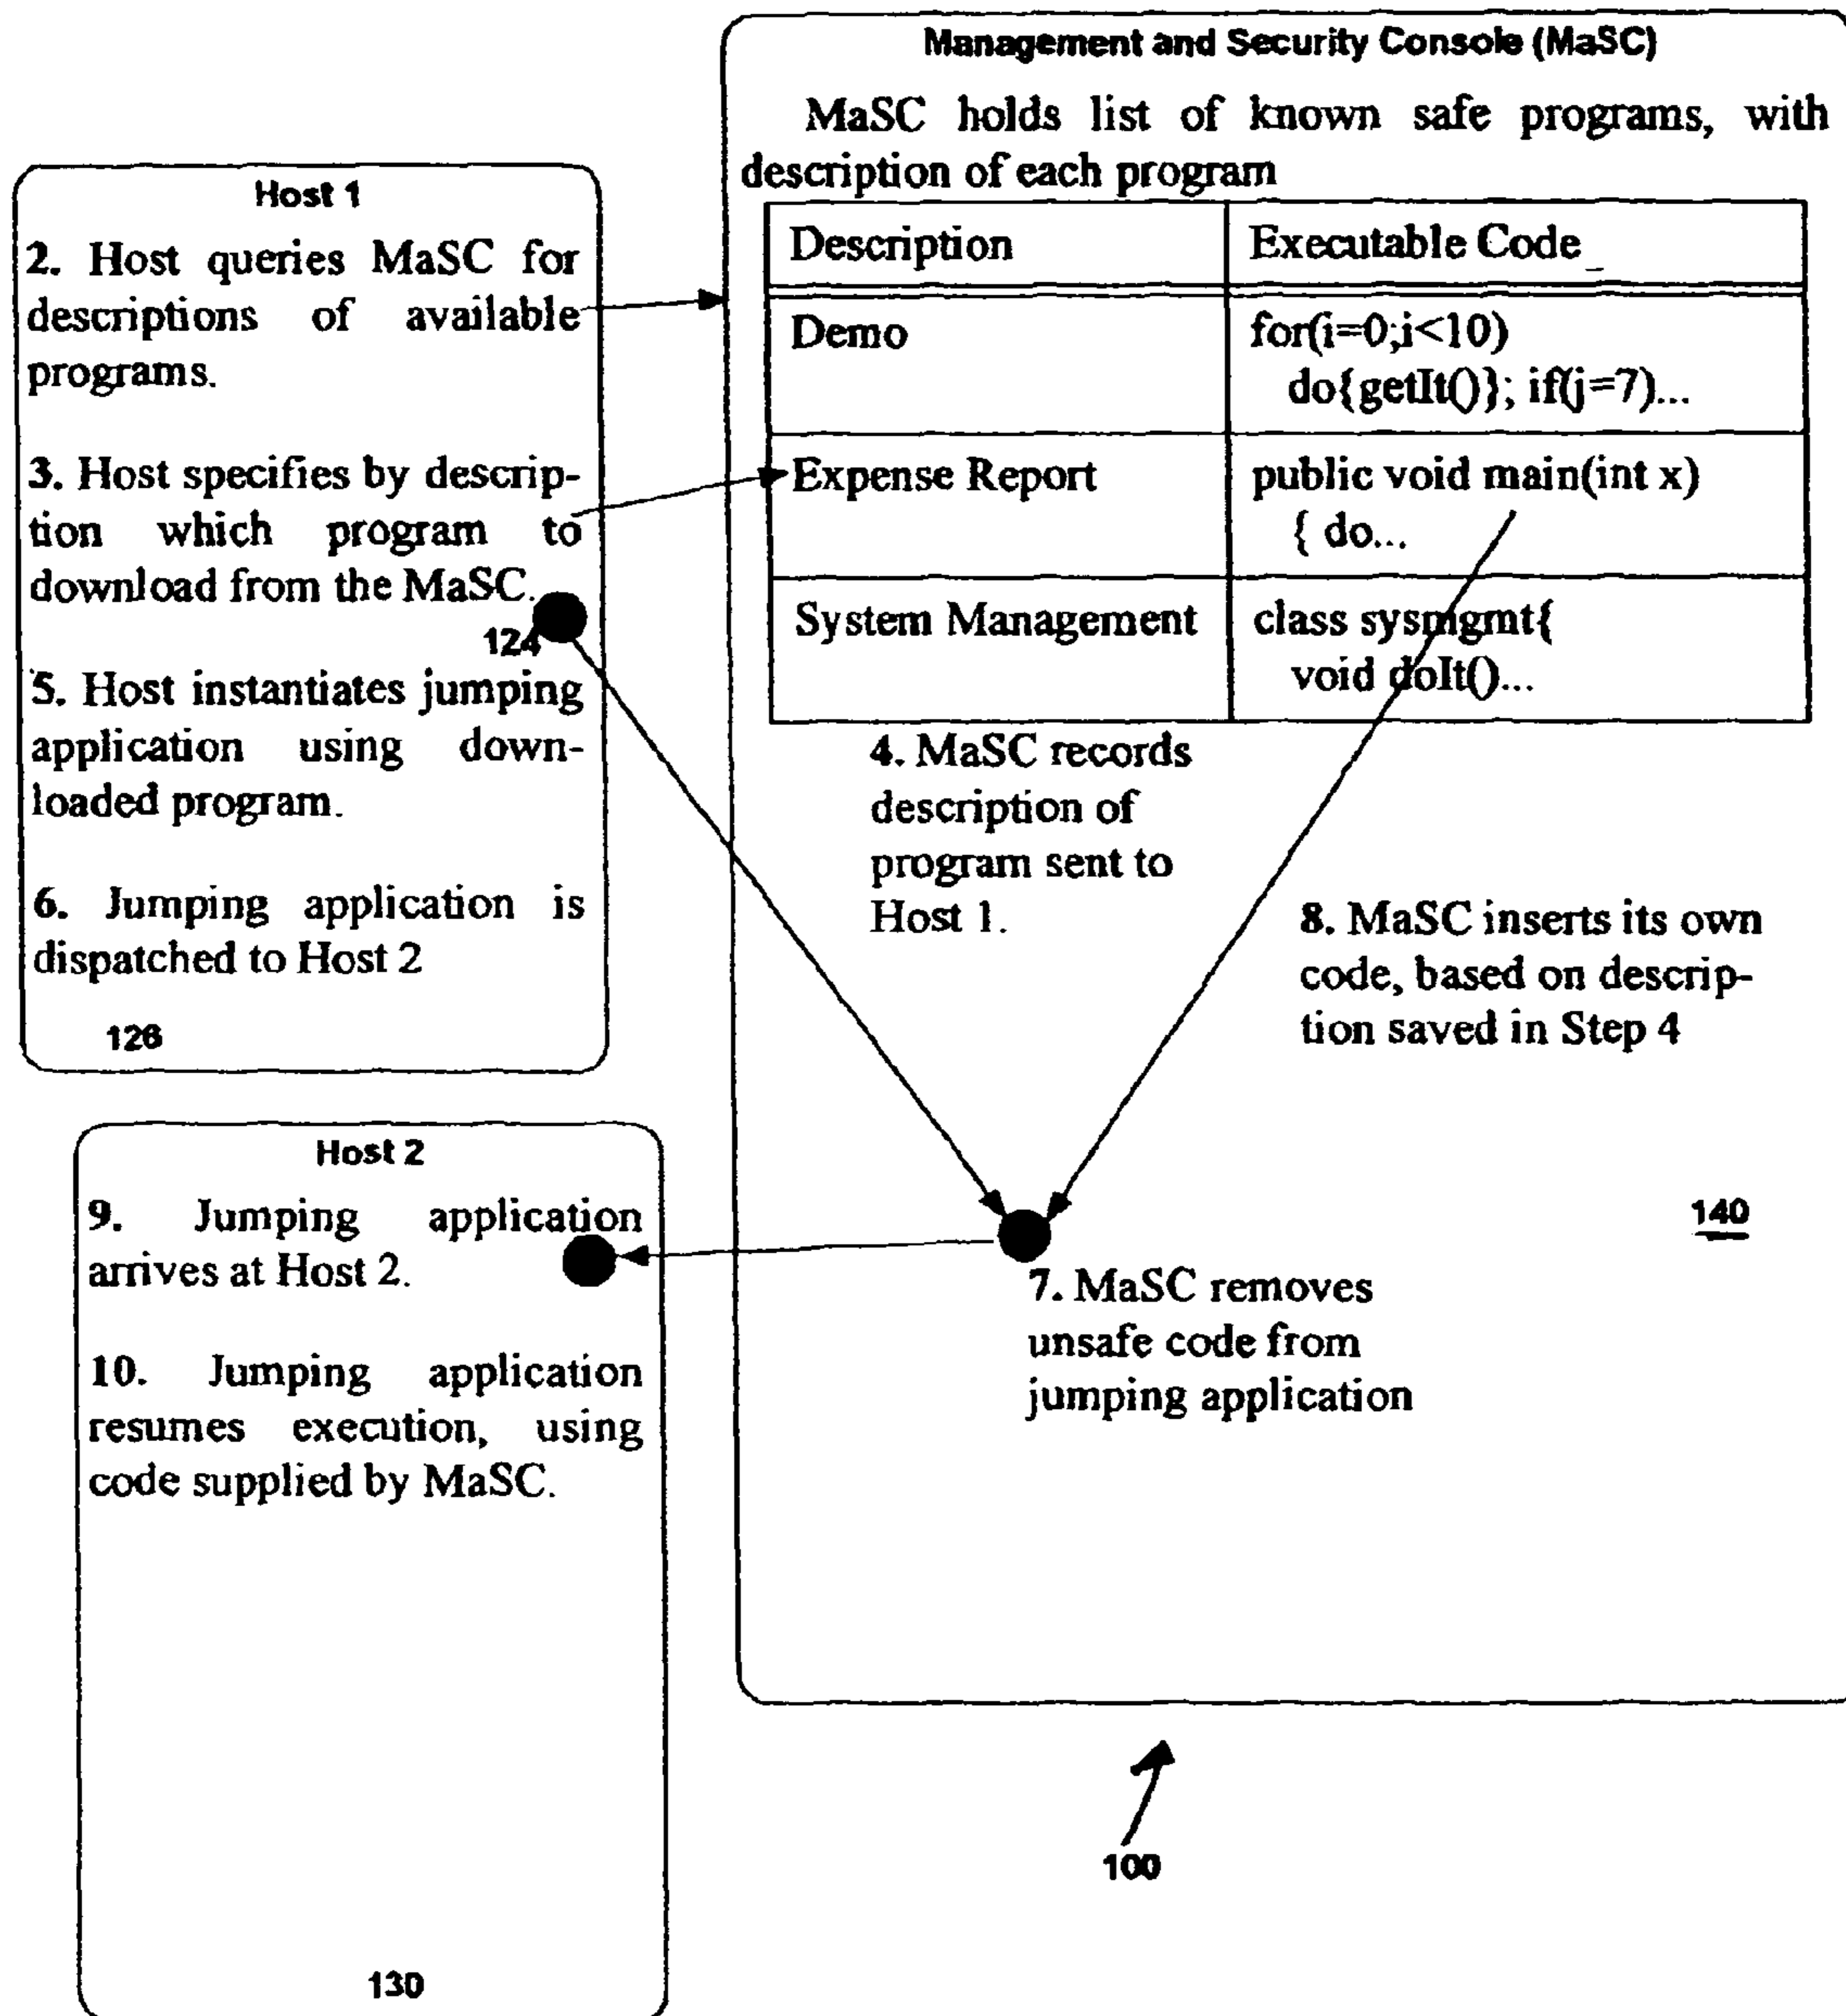 Management and Security Console (MaSC)
MaSC holds list of known safe programs, with
description of each program
Description
Executable Code
Demo
for(i=0;i<10)
do{getIt()}; if(j=7)...
Expense Report
public void main(int x)
{ do...
System Management
class sysmgmt{
void doIt()...
Host 1
2. Host queries MaSC for
descriptions of available
programs.
3. Host specifies by descrip-
tion which program to
download from the MaSC.
124
5. Host instantiates jumping
application using down-
loaded program.
6. Jumping application is
dispatched to Host 2
126
4. MaSC records
description of
program sent to
Host 1.
8. MaSC inserts its own
code, based on descrip-
tion saved in Step 4
140
7. MaSC removes
unsafe code from
jumping application
Host 2
9. Jumping application
arrives at Host 2.
10. Jumping application
resumes execution, using
code supplied by MaSC.
130
100